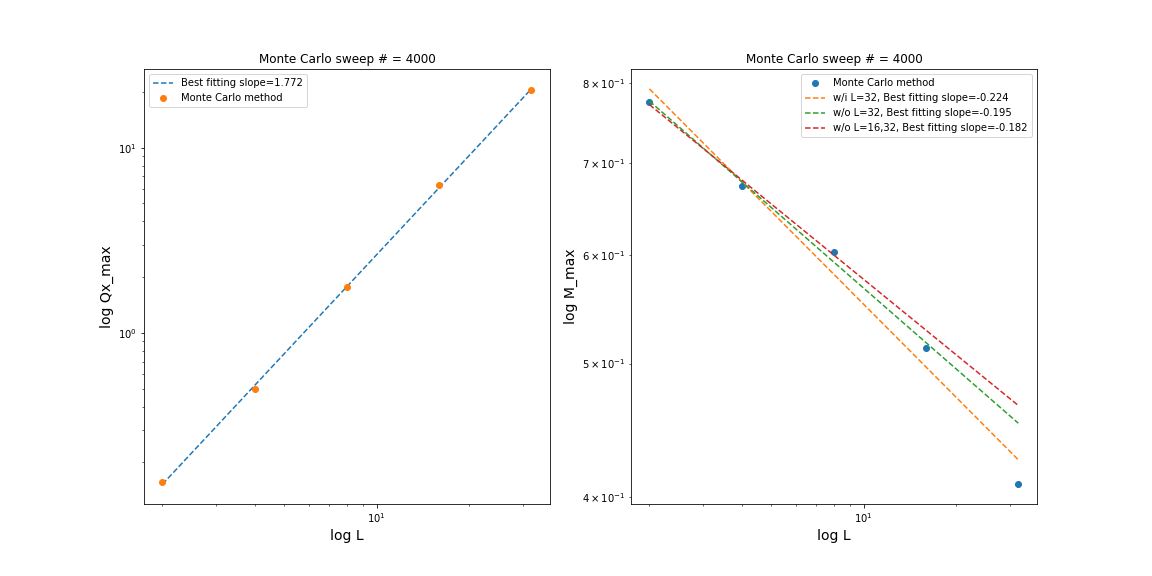 Monte Carlo sweep # = 4000
Best fitting slope=1.772
Monte Carlo method
10¹
10⁰
log Qx_max
10¹
log L
Monte Carlo sweep # = 4000
Monte Carlo method
w/i L=32, Best fitting slope=-0.224
w/o L=32, Best fitting slope=-0.195
w/o L=16,32, Best fitting slope=-0.182
8 × 10⁻¹
7 × 10⁻¹
6 × 10⁻¹
5 × 10⁻¹
4 × 10⁻¹
log M_max
10¹
log L